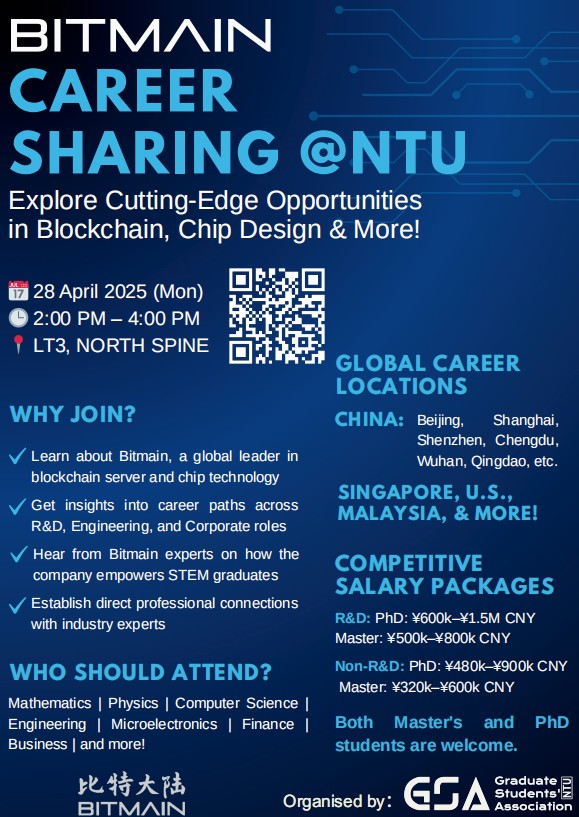 BITMAIN
CAREER
SHARING @NTU
Explore Cutting-Edge Opportunities
in Blockchain, Chip Design & More!
JUL 17 28 April 2025 (Mon)
2:00 PM – 4:00 PM
LT3, NORTH SPINE
WHY JOIN?
Learn about Bitmain, a global leader in
blockchain server and chip technology
Get insights into career paths across
R&D, Engineering, and Corporate roles
Hear from Bitmain experts on how the
company empowers STEM graduates
Establish direct professional connections
with industry experts
WHO SHOULD ATTEND?
Mathematics | Physics | Computer Science |
Engineering | Microelectronics | Finance |
Business | and more!
GLOBAL CAREER
LOCATIONS
CHINA: Beijing, Shanghai,
Shenzhen, Chengdu,
Wuhan, Qingdao, etc.
SINGAPORE, U.S.,
MALAYSIA, & MORE!
COMPETITIVE
SALARY PACKAGES
R&D: PhD: ¥600k–¥1.5M CNY
Master: ¥500k–¥800k CNY
Non-R&D: PhD: ¥480k–¥900k CNY
Master: ¥320k–¥600k CNY
Both Master's and PhD
students are welcome.
比特大陆
BITMAIN
Organised by:
GSA
Graduate
Students'
Association
NTU